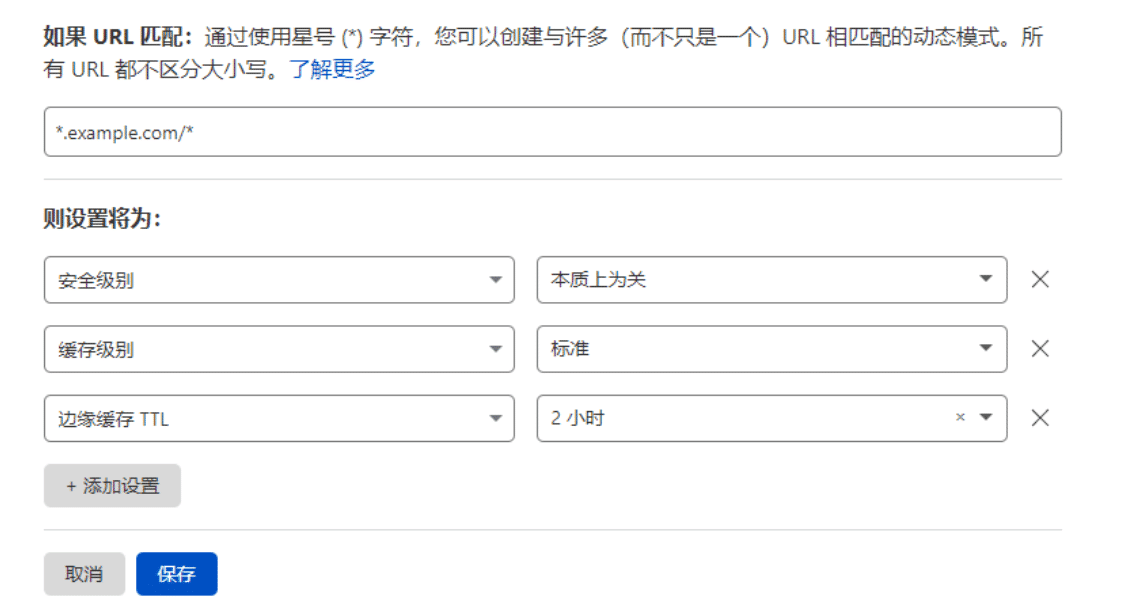 如果 URL 匹配：通过使用星号 (*) 字符，您可以创建与许多（而不只是一个）URL 相匹配的动态模式。所
有 URL 都不区分大小写。了解更多
*.example.com/*
则设置将为：
安全级别 本质上为关
缓存级别 标准
边缘缓存 TTL 2 小时
+ 添加设置
取消 保存